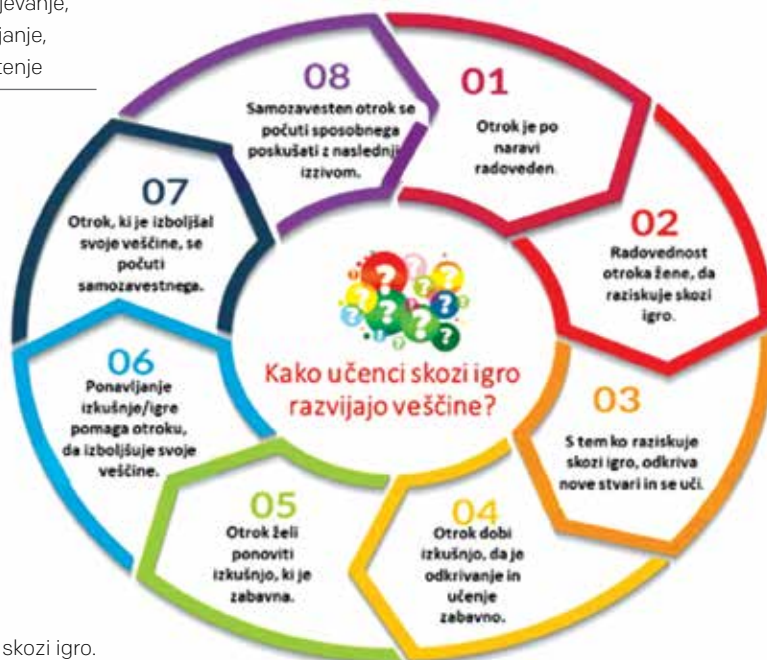 jevanje,
janje,
tenje
01
Otrok je po
naravi
radoveden.
02
Radovednost
otroka žene, da
raziskuje skozi
igro.
03
S tem ko raziskuje
skozi igro, odkriva
nove stvari in se uči.
04
Otrok dobi
izkušnjo, da je
odkrivanje in
učenje
zabavno.
05
Otrok želi
ponoviti
izkušnjo, ki je
zabavna.
06
Ponavljanje
izkušnje/igre
pomaga otroku,
da izboljšuje svoje
veščine.
07
Otrok, ki je izboljšal
svoje veščine, se
počuti
samozavestnega.
08
Samozavesten otrok se
počuti sposobnega
poskušati z naslednji
izzivom.
Kako učenci skozi igro
razvijajo veščine?
skozi igro.